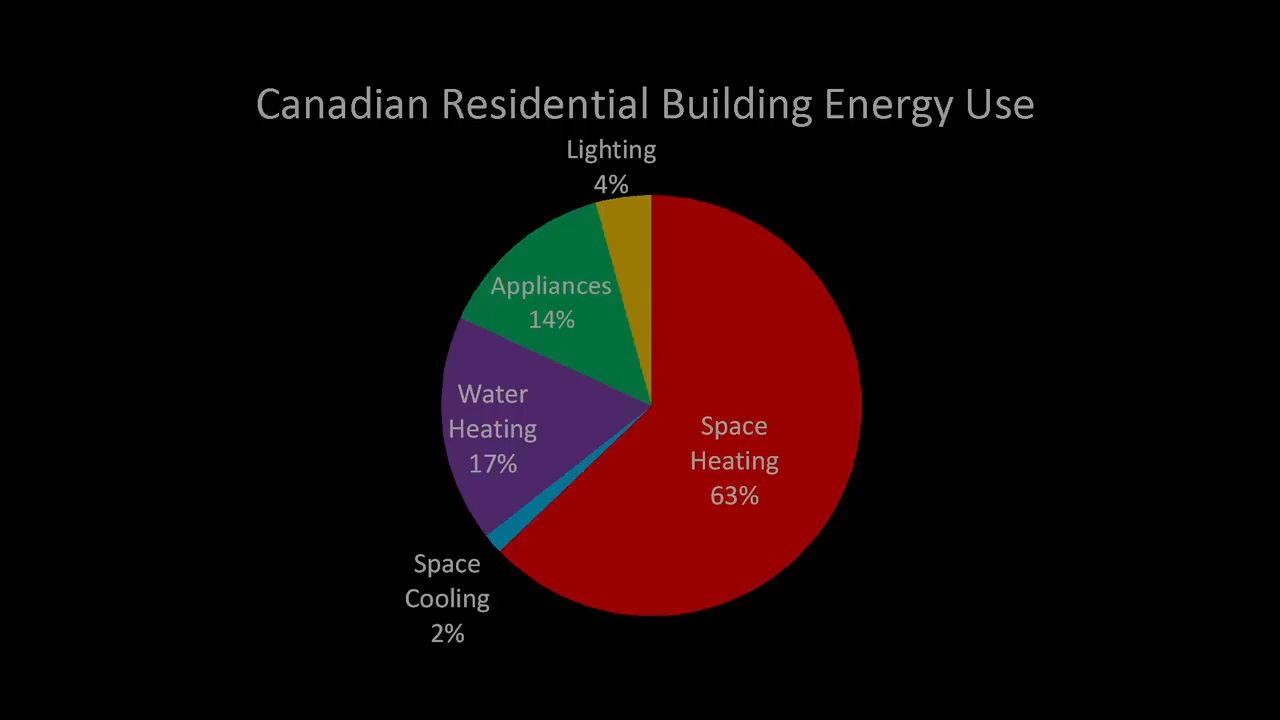 Canadian Residential Building Energy Use
Lighting
4%
Appliances
14%
Water
Heating
17%
Space
Heating
63%
Space
Cooling
2%